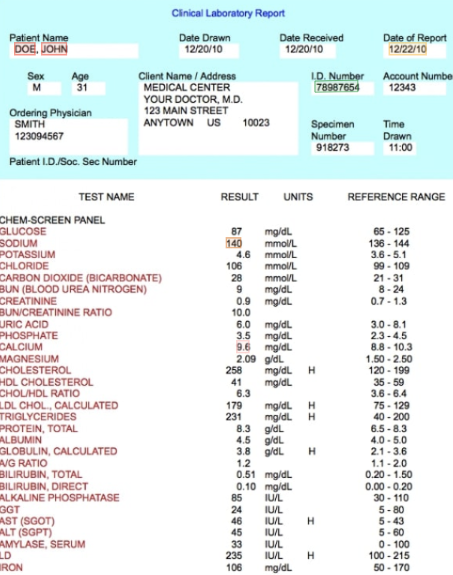 Clinical Laboratory Report
Patient Name Date Drawn Date Received Date of Report
DOE, JOHN 12/20/10 12/20/10 12/22/10
Sex Age Client Name / Address I.D. Number Account Numbe
M 31 MEDICAL CENTER 78987654 12343
YOUR DOCTOR, M.D.
Ordering Physician 123 MAIN STREET
SMITH ANYTOWN US 10023 Specimen Time
123094567 Number Drawn
918273 11:00
Patient I.D./Soc. Sec Number
TEST NAME RESULT UNITS REFERENCE RANGE
CHEM-SCREEN PANEL
GLUCOSE 87 mg/dL 65 - 125
SODIUM 140 mmol/L 136 - 144
POTASSIUM 4.6 mmol/L 3.6 - 5.1
CHLORIDE 106 mmol/L 99 - 109
CARBON DIOXIDE (BICARBONATE) 28 mmol/L 21 - 31
BUN (BLOOD UREA NITROGEN) 9 mg/dL 8 - 24
CREATININE 0.9 mg/dL 0.7 - 1.3
BUN/CREATININE RATIO 10.0
URIC ACID 6.0 mg/dL 3.0 - 8.1
PHOSPHATE 3.5 mg/dL 2.3 - 4.5
CALCIUM 9.6 mg/dL 8.8 - 10.3
MAGNESIUM 2.09 g/dL 1.50 - 2.50
CHOLESTEROL 258 mg/dL H 120 - 199
HDL CHOLESTEROL 41 mg/dL 35 - 59
CHOL/HDL RATIO 6.3 3.6 - 6.4
LDL CHOL., CALCULATED 179 mg/dL H 75 - 129
TRIGLYCERIDES 231 mg/dL H 40 - 200
PROTEIN, TOTAL 8.3 g/dL 6.5 - 8.3
ALBUMIN 4.5 g/dL 4.0 - 5.0
GLOBULIN, CALCULATED 3.8 g/dL H 2.1 - 3.6
A/G RATIO 1.2 1.1 - 2.0
BILIRUBIN, TOTAL 0.51 mg/dL 0.20 - 1.50
BILIRUBIN, DIRECT 0.10 mg/dL 0.00 - 0.20
ALKALINE PHOSPHATASE 85 IU/L 30 - 110
GGT 24 IU/L 5 - 80
AST (SGOT) 46 IU/L H 5 - 43
ALT (SGPT) 45 IU/L 5 - 60
AMYLASE, SERUM 33 IU/L 0 - 100
LD 235 IU/L H 100 - 215
IRON 106 mg/dL 50 - 170